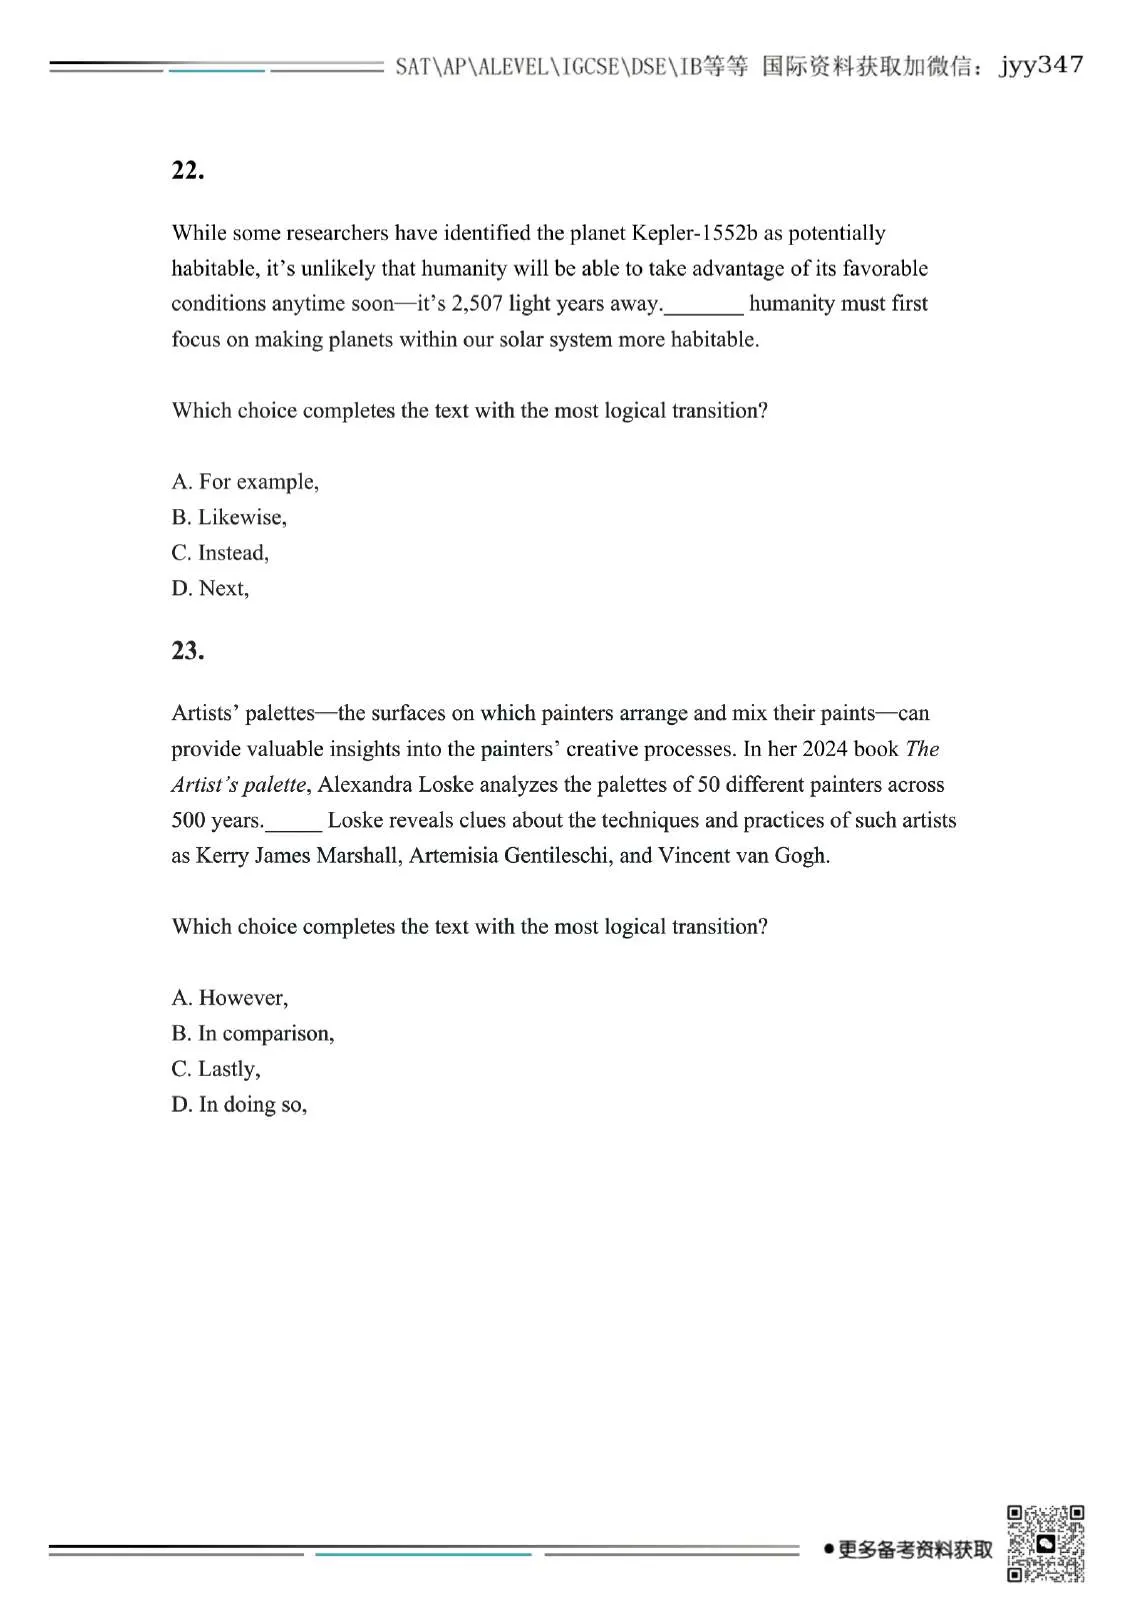 SAT\AP\ALEVEL\IGCSE\DSE\IB等等 国际资料获取加微信：jyy347
22.
While some researchers have identified the planet Kepler-1552b as potentially
habitable, it’s unlikely that humanity will be able to take advantage of its favorable
conditions anytime soon—it’s 2,507 light years away._______ humanity must first
focus on making planets within our solar system more habitable.
Which choice completes the text with the most logical transition?
A. For example,
B. Likewise,
C. Instead,
D. Next,
23.
Artists’ palettes—the surfaces on which painters arrange and mix their paints—can
provide valuable insights into the painters’ creative processes. In her 2024 book The
Artist’s palette, Alexandra Loske analyzes the palettes of 50 different painters across
500 years._____ Loske reveals clues about the techniques and practices of such artists
as Kerry James Marshall, Artemisia Gentileschi, and Vincent van Gogh.
Which choice completes the text with the most logical transition?
A. However,
B. In comparison,
C. Lastly,
D. In doing so,
●更多备考资料获取